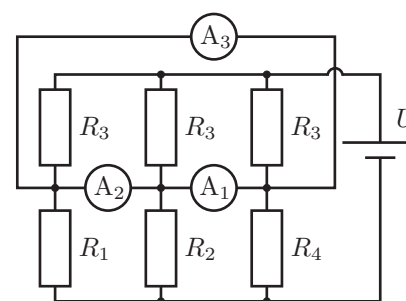 A₃
R₃ R₃ R₃
U
A₂ A₁
R₁ R₂ R₄